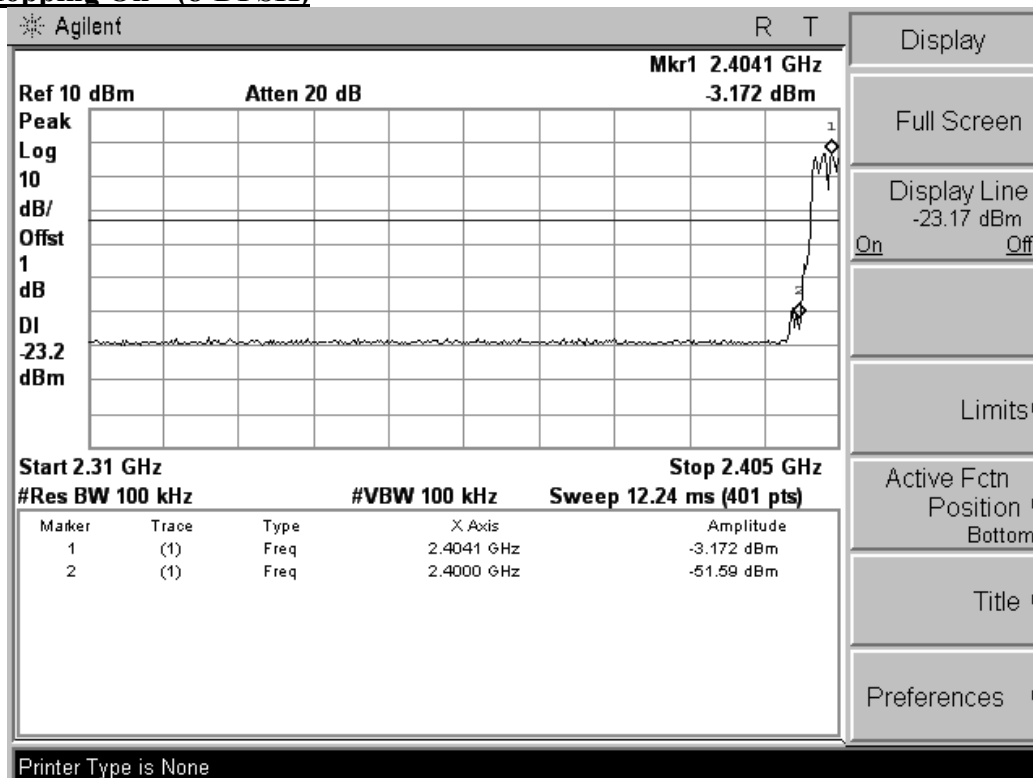 Agilent R T
Mkr1 2.4041 GHz
Ref 10 dBm Atten 20 dB -3.172 dBm
Peak
Log
10
dB/
Offst
1
dB
DI
-23.2
dBm
1
2
Start 2.31 GHz Stop 2.405 GHz
#Res BW 100 kHz #VBW 100 kHz Sweep 12.24 ms (401 pts)
Marker Trace Type X Axis Amplitude
1 (1) Freq 2.4041 GHz -3.172 dBm
2 (1) Freq 2.4000 GHz -51.59 dBm
Display
Full Screen
Display Line
-23.17 dBm
On Off
Limits
Active Fctn
Position
Bottom
Title
Preferences
Printer Type is None